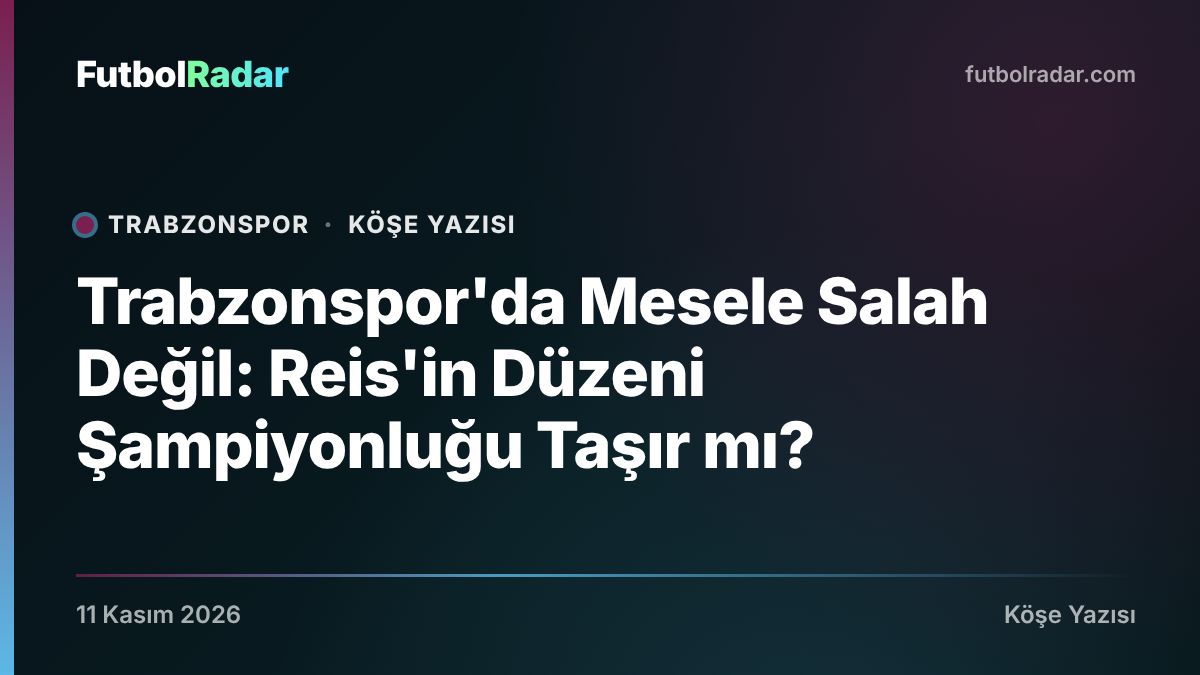 FutbolRadar
futbolradar.com
TRABZONSPOR · KÖŞE YAZISI
Trabzonspor'da Mesele Salah
Değil: Reis'in Düzeni
Şampiyonluğu Taşır mı?
11 Kasım 2026
Köşe Yazısı